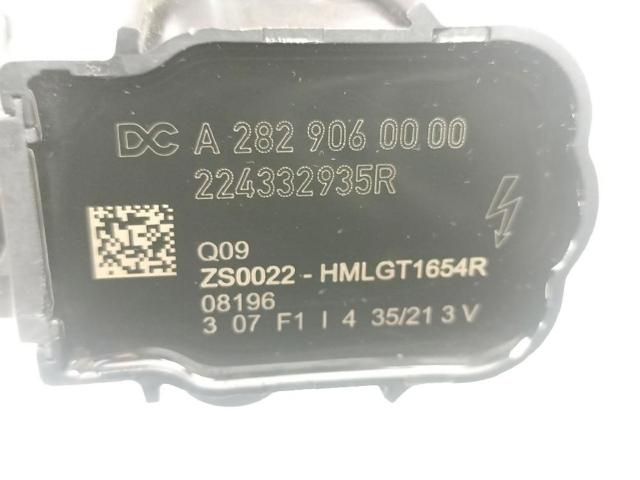 DC A 282 906 00 00
224332935R
Q09
ZS0022 - HMLGT1654R
08196
3 07 F1 I 4 35/21 3 V